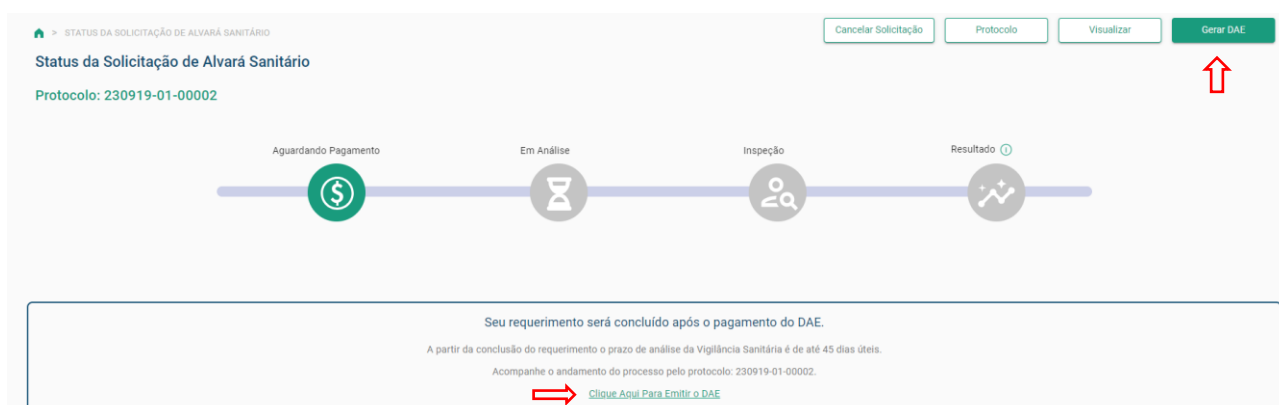 > STATUS DA SOLICITAÇÃO DE ALVARÁ SANITÁRIO
Cancelar Solicitação
Protocolo
Visualizar
Gerar DAE
Status da Solicitação de Alvará Sanitário
Protocolo: 230919-01-00002
Aguardando Pagamento
Em Análise
Inspeção
Resultado
Seu requerimento será concluído após o pagamento do DAE.
A partir da conclusão do requerimento o prazo de análise da Vigilância Sanitária é de até 45 dias úteis.
Acompanhe o andamento do processo pelo protocolo: 230919-01-00002.
Clique Aqui Para Emitir o DAE